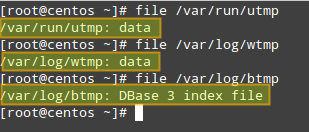 [root@centos ~]# file /var/run/utmp
/var/run/utmp: data
[root@centos ~]# file /var/log/wtmp
/var/log/wtmp: data
[root@centos ~]# file /var/log/btmp
/var/log/btmp: DBase 3 index file
[root@centos ~]#